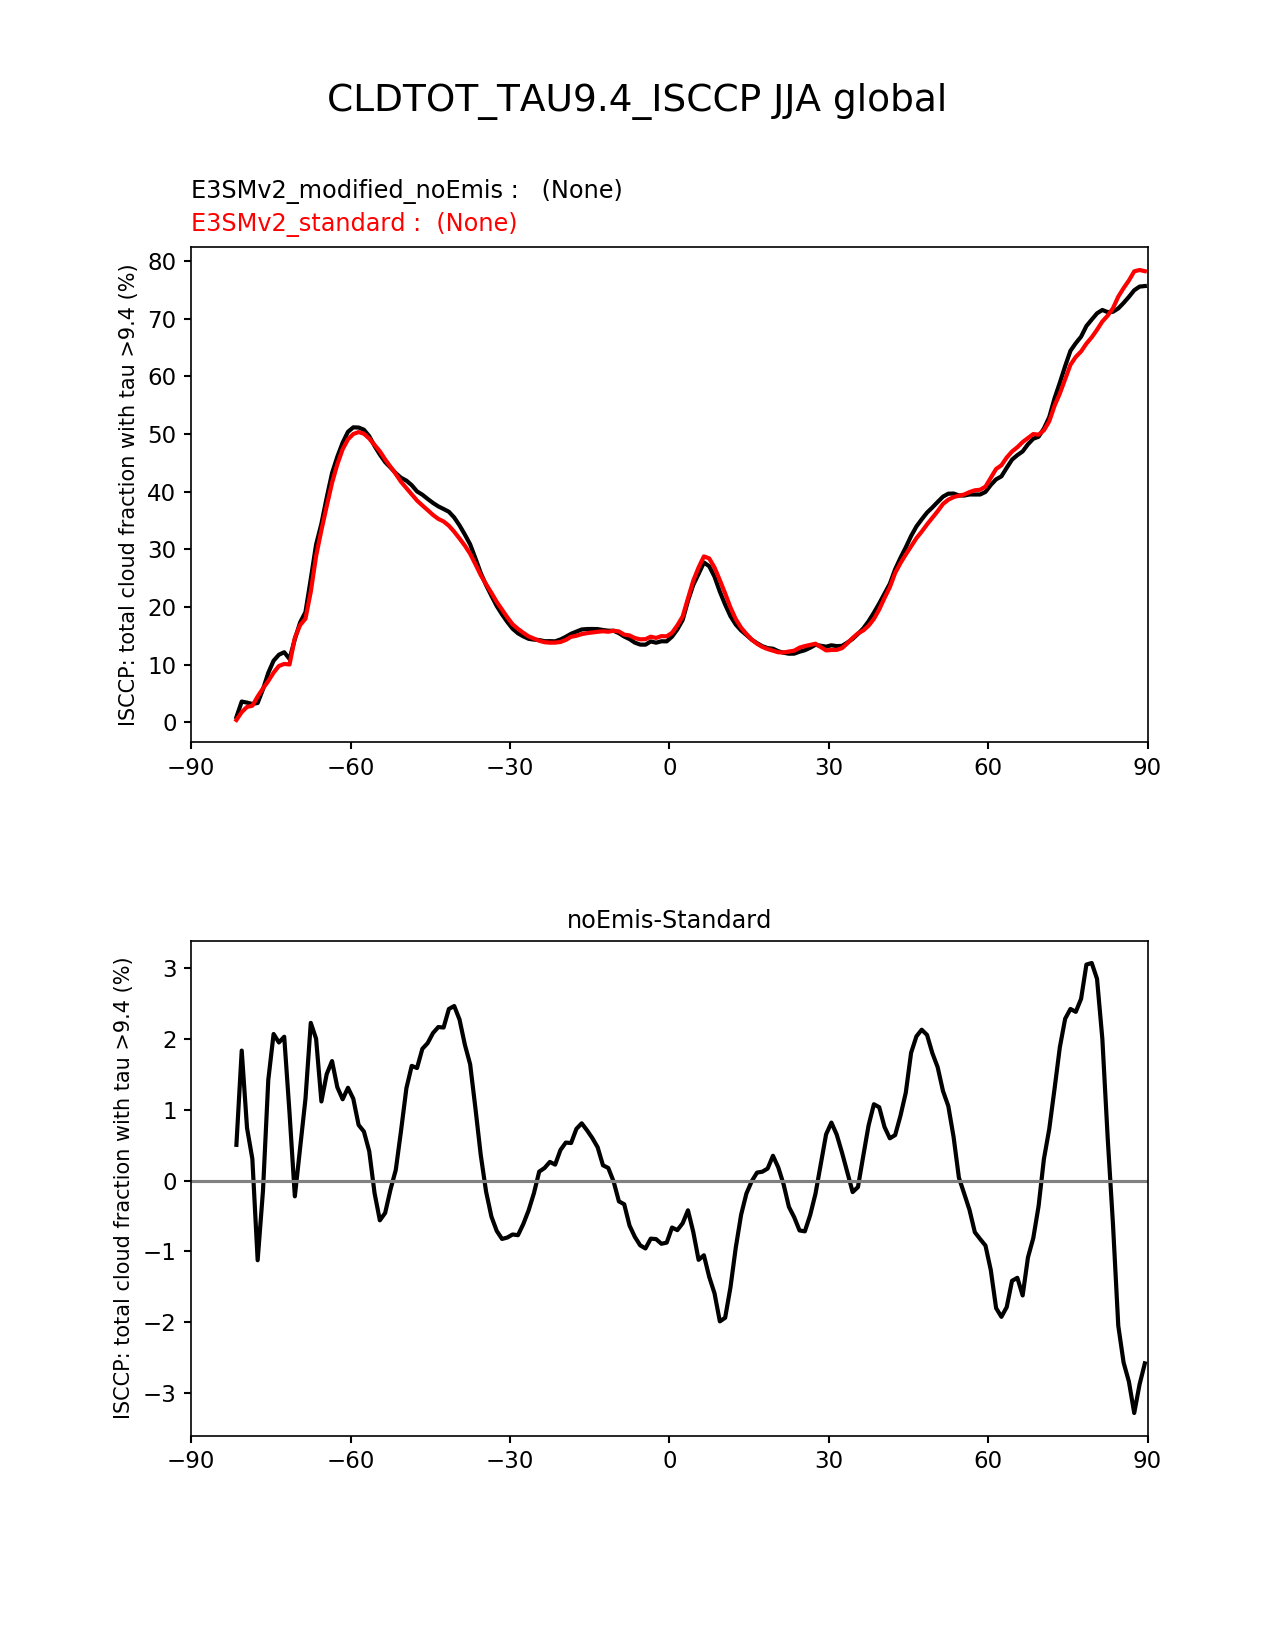 CLDTOT_TAU9.4_ISCCP JJA global
E3SMv2_modified_noEmis : (None)
E3SMv2_standard : (None)
ISCCP: total cloud fraction with tau >9.4 (%)
80
70
60
50
40
30
20
10
0
−90 −60 −30 0 30 60 90
noEmis-Standard
ISCCP: total cloud fraction with tau >9.4 (%)
3
2
1
0
−1
−2
−3
−90 −60 −30 0 30 60 90